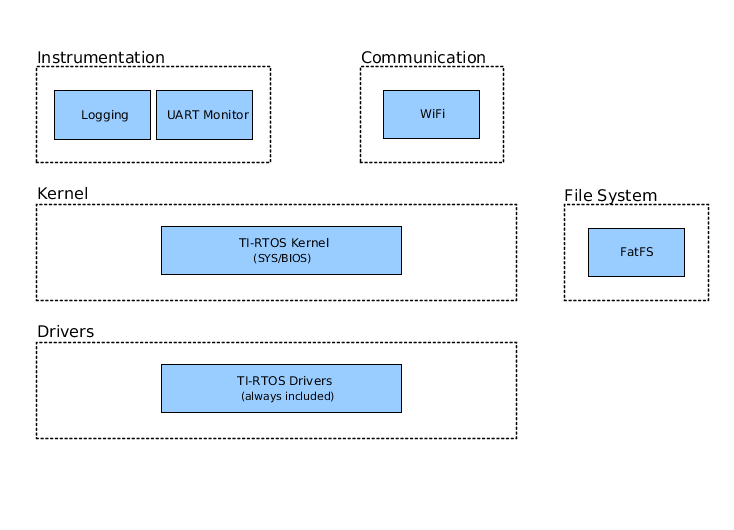 Instrumentation
Communication
Logging
UART Monitor
WiFi
Kernel
File System
TI-RTOS Kernel
(SYS/BIOS)
FatFS
Drivers
TI-RTOS Drivers
(always included)